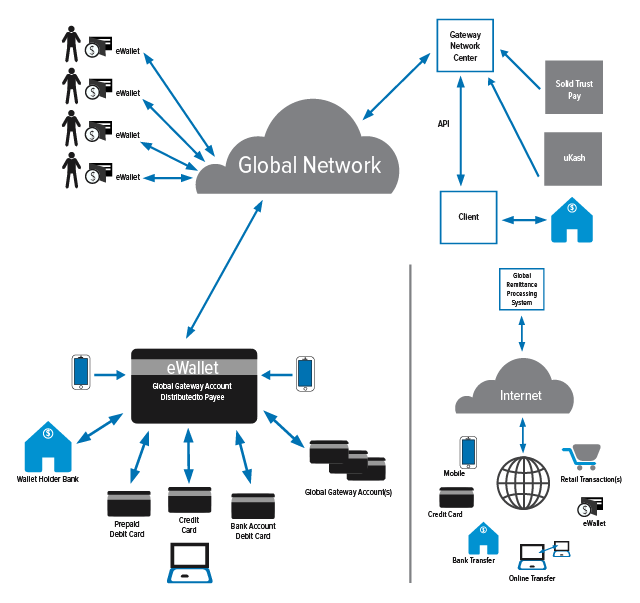 eWallet
eWallet
eWallet
eWallet
Global Network
Gateway
Network
Center
API
Solid Trust
Pay
uKash
Client
$
eWallet
Global Gateway Account
Distributedto Payee
$
Wallet Holder Bank
Prepaid
Debit Card
Credit
Card
Bank Account
Debit Card
Global Gateway Account(s)
Global
Remittance
Processing
System
Internet
Mobile
Retail Transaction(s)
Credit Card
$
eWallet
$
Bank Transfer
Online Transfer